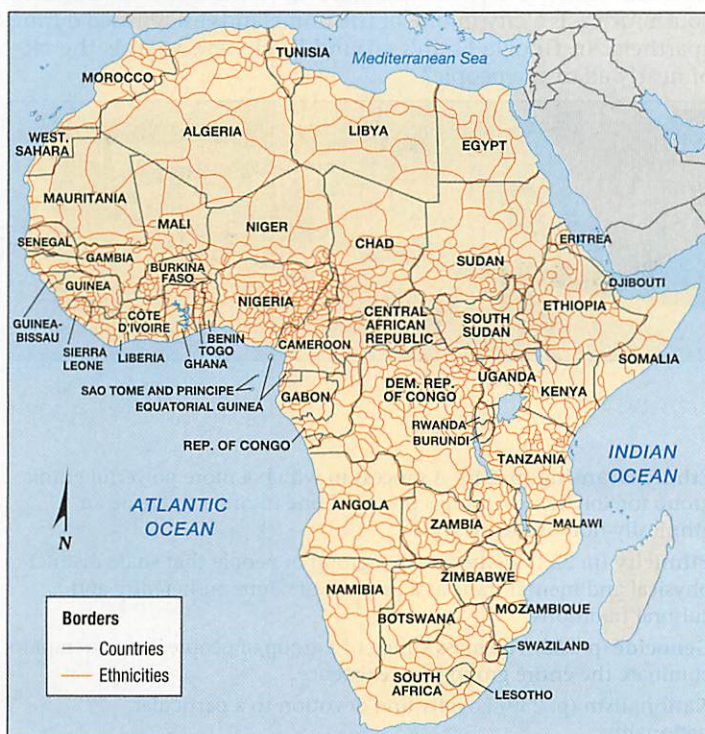 TUNISIA
Mediterranean Sea
MOROCCO
ALGERIA
LIBYA
EGYPT
WEST.
SAHARA
MAURITANIA
MALI
NIGER
CHAD
SUDAN
ERITREA
SENEGAL
GAMBIA
BURKINA
FASO
DJIBOUTI
GUINEA
NIGERIA
ETHIOPIA
CÔTE
D'IVOIRE
CENTRAL
AFRICAN
REPUBLIC
SOUTH
SUDAN
GUINEA-
BISSAU
SIERRA
LEONE
LIBERIA
GHANA
TOGO
BENIN
CAMEROON
SOMALIA
SAO TOME AND PRINCIPE
EQUATORIAL GUINEA
GABON
DEM. REP.
OF CONGO
UGANDA
KENYA
RWANDA
BURUNDI
REP. OF CONGO
TANZANIA
INDIAN
OCEAN
ATLANTIC
OCEAN
N
ANGOLA
ZAMBIA
MALAWI
ZIMBABWE
MOZAMBIQUE
NAMIBIA
BOTSWANA
SWAZILAND
SOUTH
AFRICA
LESOTHO
Borders
Countries
Ethnicities